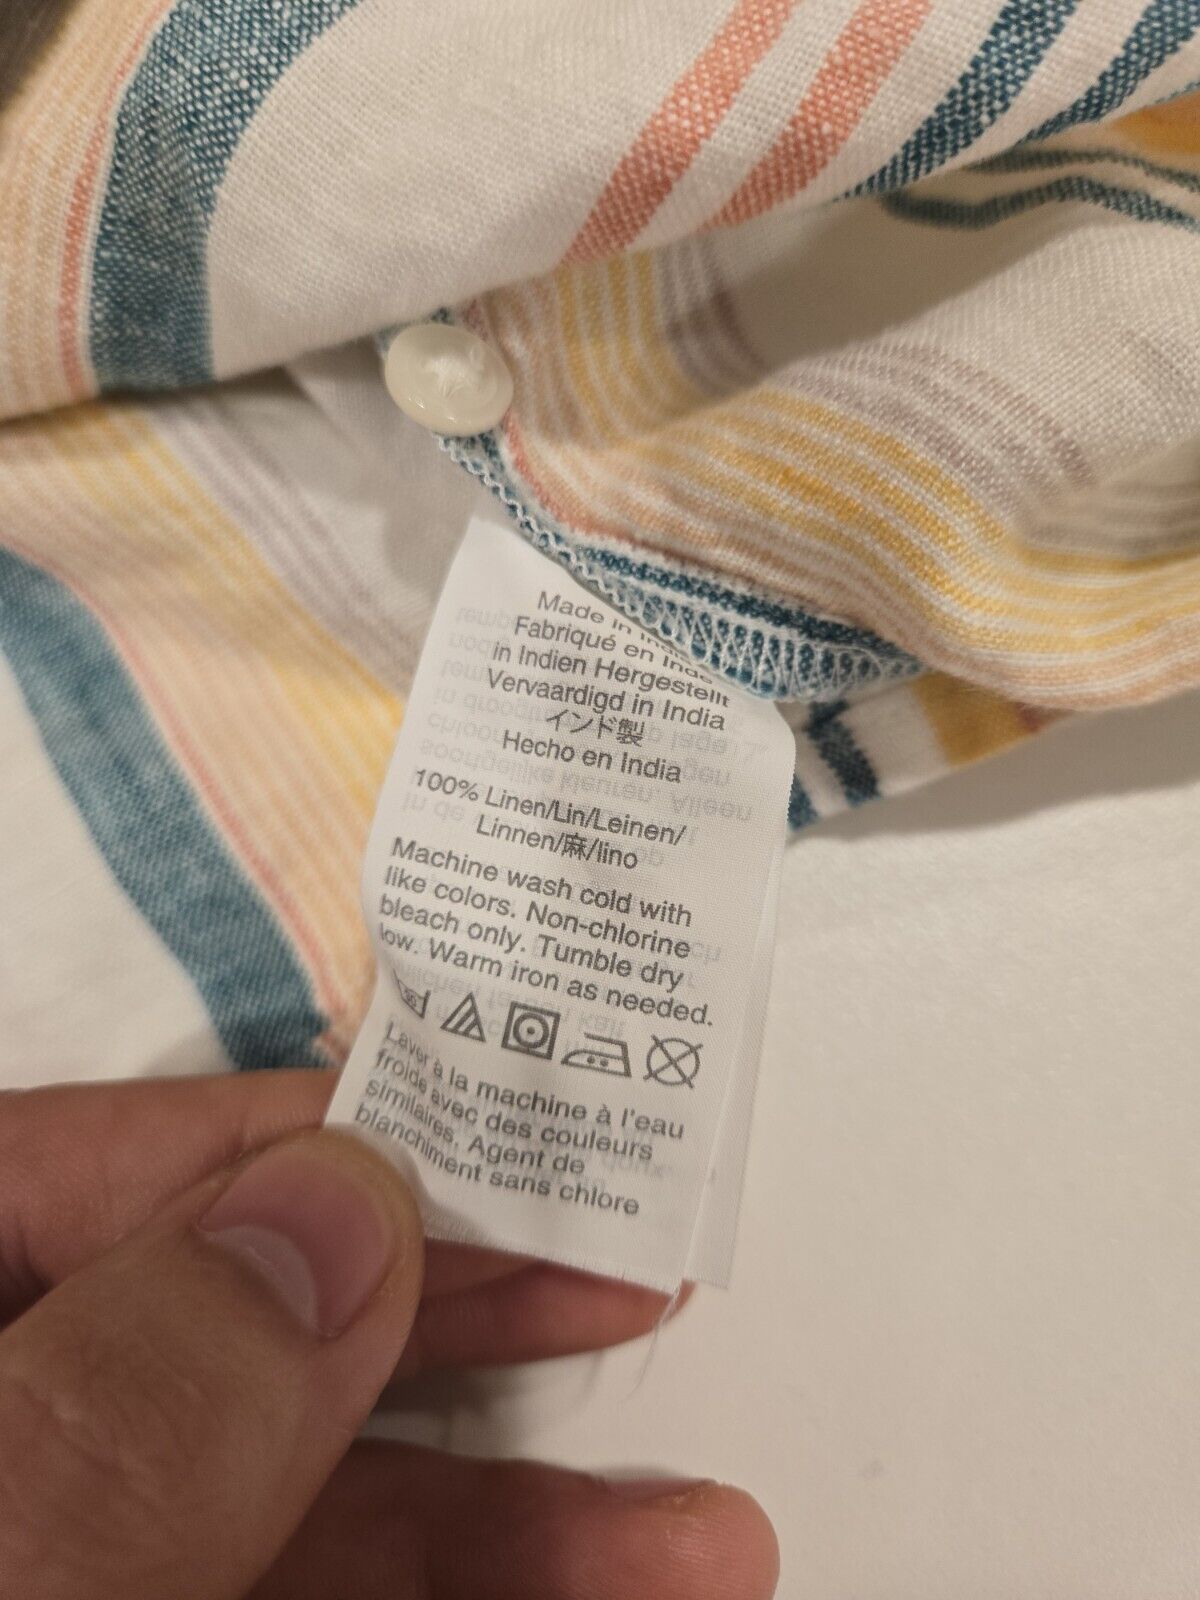 Made in
Fabriqué en
in Indien Hergestellt
Vervaardigd in India
インド製
Hecho en India
100% Linen/Lin/Leinen/
Linnen/麻/lino
Machine wash cold with
like colors. Non-chlorine
bleach only. Tumble dry
low. Warm iron as needed.
30
Laver à la machine à l'eau
froide avec des couleurs
similaires. Agent de
blanchiment sans chlore